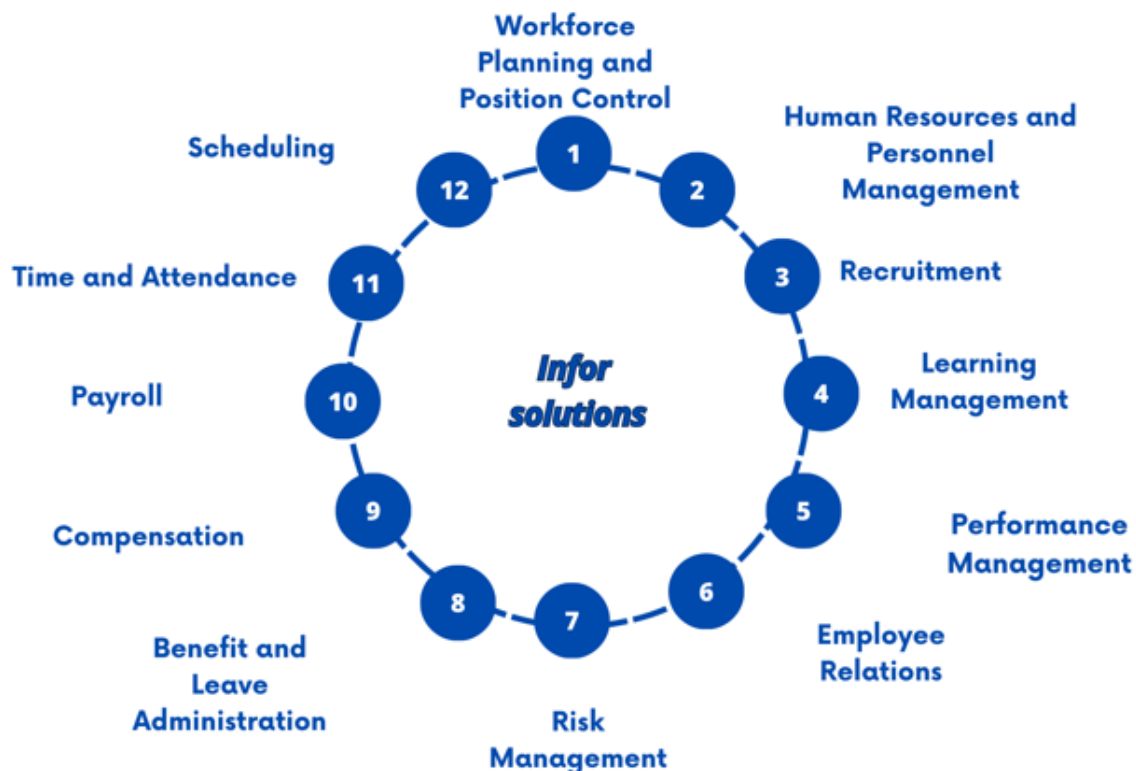 Workforce
Planning and
Position Control
1
Human Resources and
Personnel
Management
2
Recruitment
3
Learning
Management
4
Performance
Management
5
Employee
Relations
6
Risk
Management
7
Benefit and
Leave
Administration
8
Compensation
9
Payroll
10
Time and Attendance
11
Scheduling
12
Infor
solutions